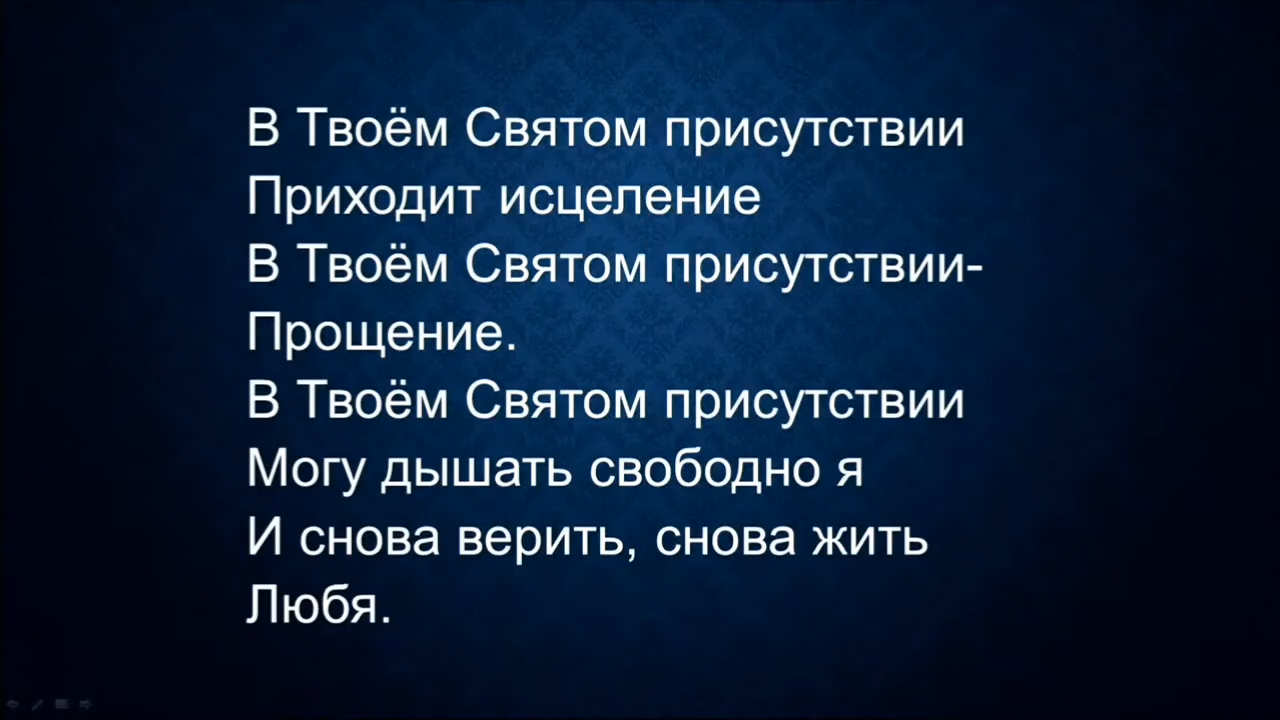 В Твоём Святом присутствии
Приходит исцеление
В Твоём Святом присутствии-
Прощение.
В Твоём Святом присутствии
Могу дышать свободно я
И снова верить, снова жить
Любя.